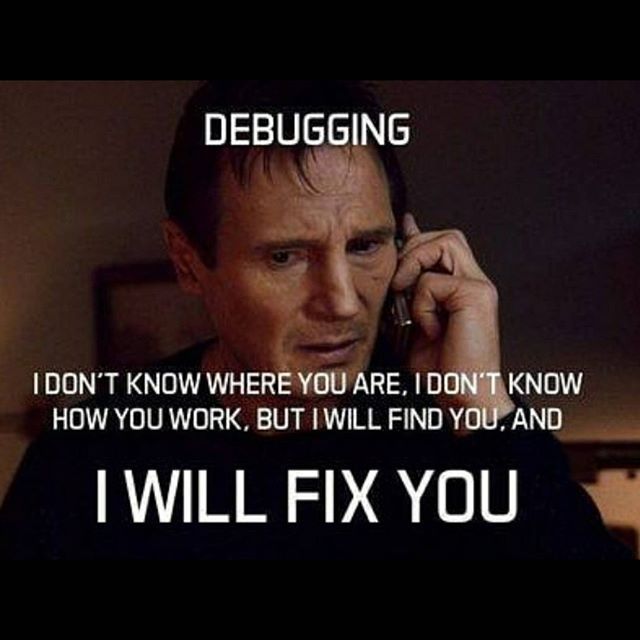 DEBUGGING
I DON'T KNOW WHERE YOU ARE, I DON'T KNOW
HOW YOU WORK, BUT I WILL FIND YOU, AND
I WILL FIX YOU